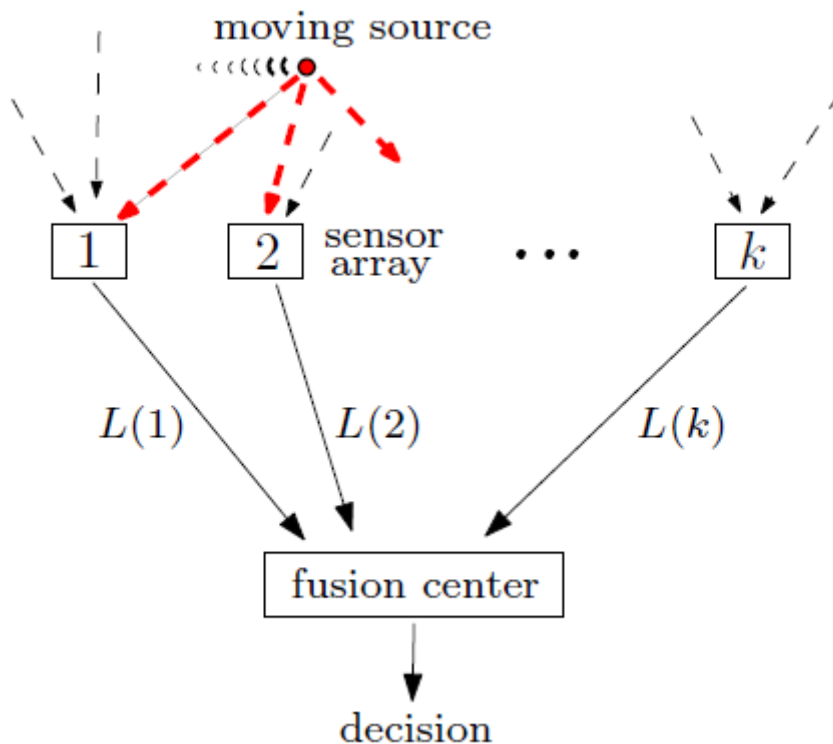 moving source
1
2
sensor
array
...
k
L(1)
L(2)
L(k)
fusion center
decision